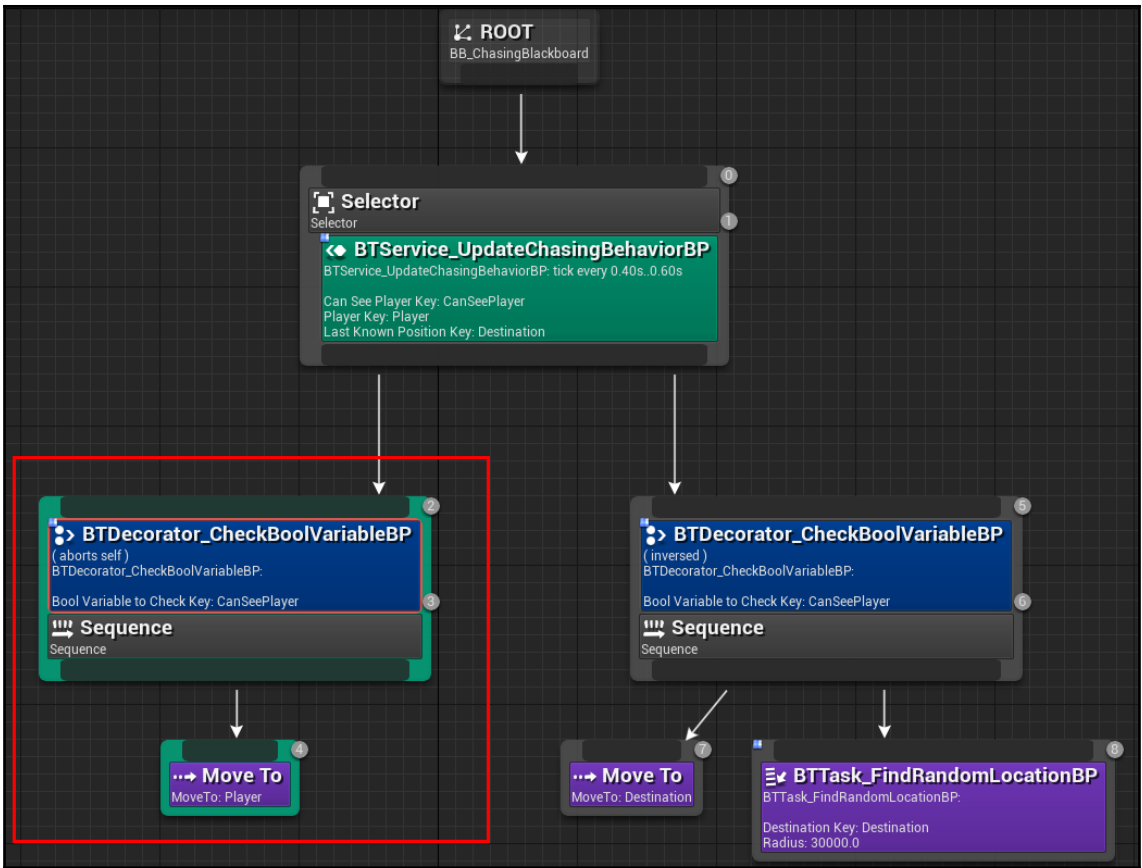 ROOT
BB_ChasingBlackboard
0
Selector
Selector
1
BTService_UpdateChasingBehaviorBP
BTService_UpdateChasingBehaviorBP: tick every 0.40s..0.60s
Can See Player Key: CanSeePlayer
Player Key: Player
Last Known Position Key: Destination
2
BTDecorator_CheckBoolVariableBP
( aborts self )
BTDecorator_CheckBoolVariableBP:
Bool Variable to Check Key: CanSeePlayer
3
Sequence
Sequence
4
Move To
MoveTo: Player
5
BTDecorator_CheckBoolVariableBP
( inversed )
BTDecorator_CheckBoolVariableBP:
Bool Variable to Check Key: CanSeePlayer
6
Sequence
Sequence
7
Move To
MoveTo: Destination
8
BTTask_FindRandomLocationBP
BTTask_FindRandomLocationBP:
Destination Key: Destination
Radius: 30000.0